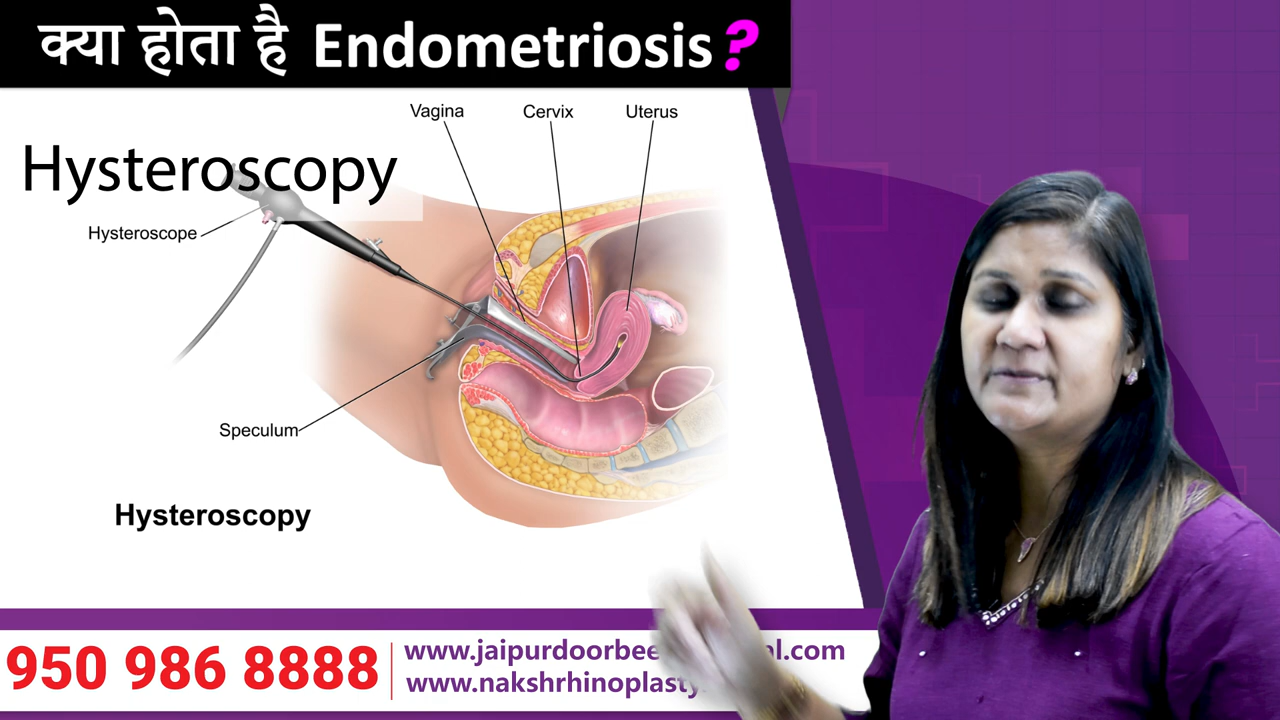 क्या होता है Endometriosis?
Vagina
Cervix
Uterus
Hysteroscopy
Hysteroscope
Speculum
Hysteroscopy
950 986 8888